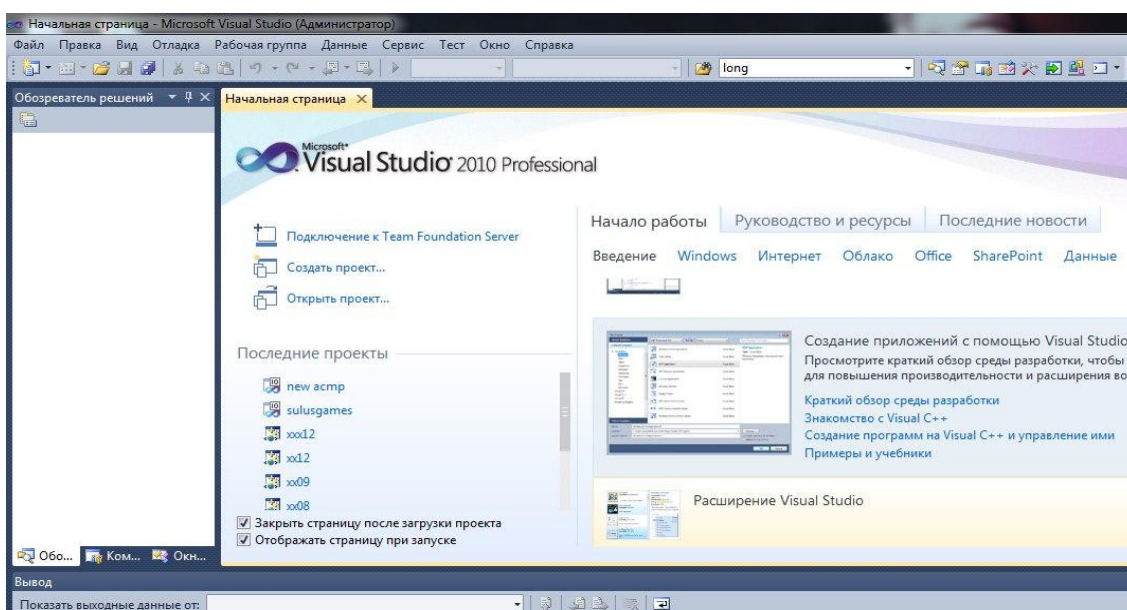 Начальная страница - Microsoft Visual Studio (Администратор)
Файл Правка Вид Отладка Рабочая группа Данные Сервис Тест Окно Справка
long
Обозреватель решений
Начальная страница
Microsoft
Visual Studio 2010 Professional
Подключение к Team Foundation Server
Создать проект...
Открыть проект...
Последние проекты
new acmp
sulusgames
xxx12
xx12
xx09
xx08
Закрыть страницу после загрузки проекта
Отображать страницу при запуске
Начало работы Руководство и ресурсы Последние новости
Введение Windows Интернет Облако Office SharePoint Данные
Создание приложений с помощью Visual Studio
Просмотрите краткий обзор среды разработки, чтобы
для повышения производительности и расширения во
Краткий обзор среды разработки
Знакомство с Visual C++
Создание программ на Visual C++ и управление ими
Примеры и учебники
Расширение Visual Studio
Обо... Ком... Окн...
Вывод
Показать выходные данные от: